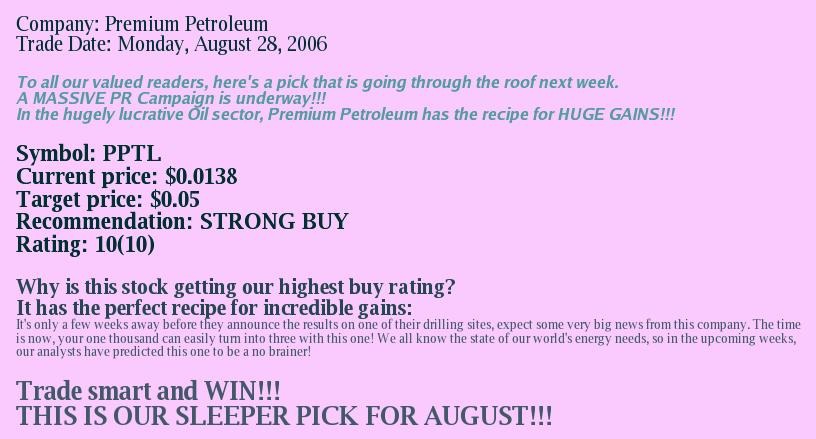 Company: Premium Petroleum
Trade Date: Monday, August 28, 2006
To all our valued readers, here's a pick that is going through the roof next week.
A MASSIVE PR Campaign is underway!!!
In the hugely lucrative Oil sector, Premium Petroleum has the recipe for HUGE GAINS!!!
Symbol: PPTL
Current price: $0.0138
Target price: $0.05
Recommendation: STRONG BUY
Rating: 10(10)
Why is this stock getting our highest buy rating?
It has the perfect recipe for incredible gains:
It's only a few weeks away before they announce the results on one of their drilling sites, expect some very big news from this company. The time
is now, your one thousand can easily turn into three with this one! We all know the state of our world's energy needs, so in the upcoming weeks,
our analysts have predicted this one to be a no brainer!
Trade smart and WIN!!!
THIS IS OUR SLEEPER PICK FOR AUGUST!!!